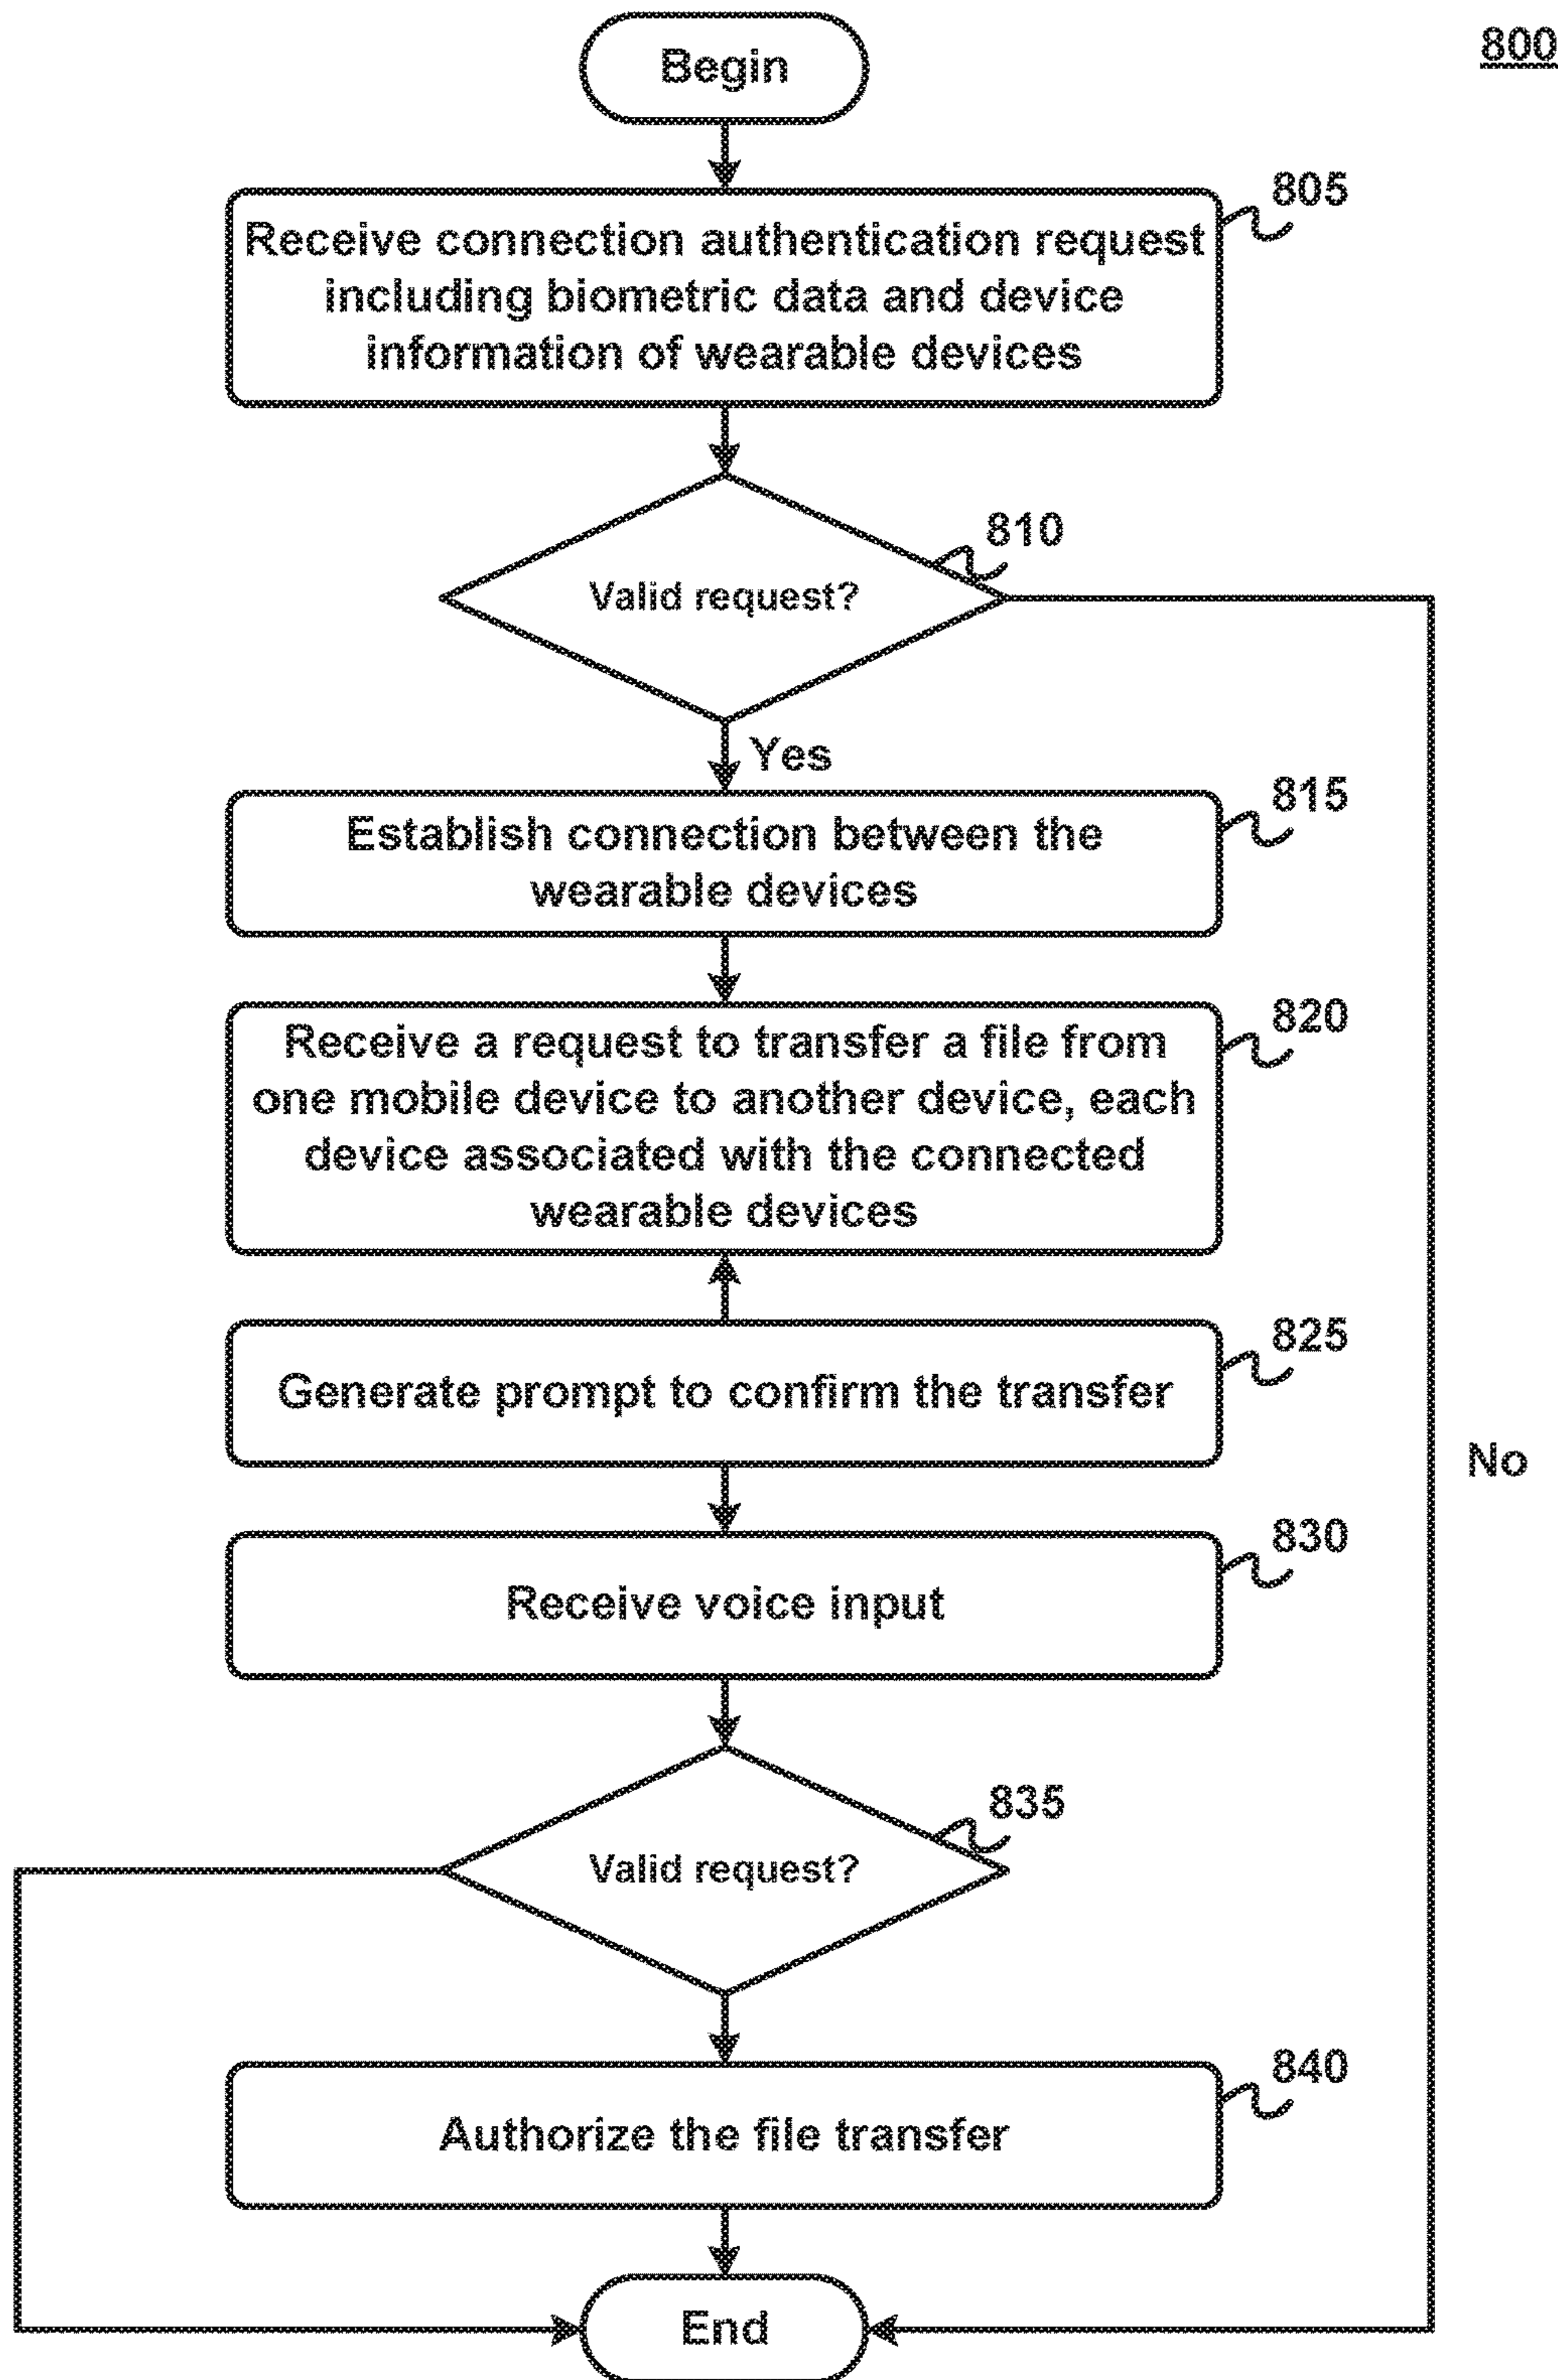 800
Begin
805
Receive connection authentication request
including biometric data and device
information of wearable devices
810
Valid request?
Yes
815
Establish connection between the
wearable devices
820
Receive a request to transfer a file from
one mobile device to another device, each
device associated with the connected
wearable devices
825
Generate prompt to confirm the transfer
No
830
Receive voice input
835
Valid request?
840
Authorize the file transfer
End